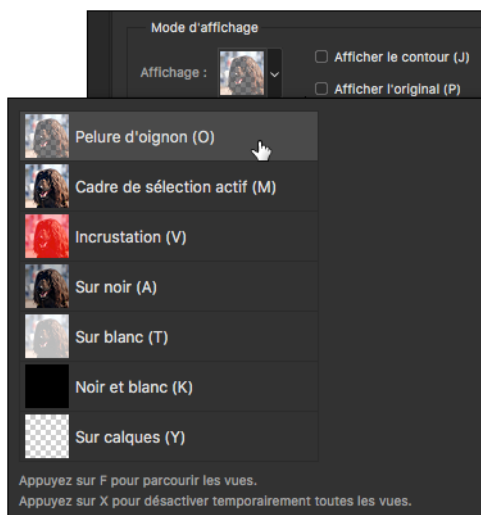 Mode d'affichage
Affichage :
Afficher le contour (J)
Afficher l'original (P)
Pelure d'oignon (O)
Cadre de sélection actif (M)
Incrustation (V)
Sur noir (A)
Sur blanc (T)
Noir et blanc (K)
Sur calques (Y)
Appuyez sur F pour parcourir les vues.
Appuyez sur X pour désactiver temporairement toutes les vues.